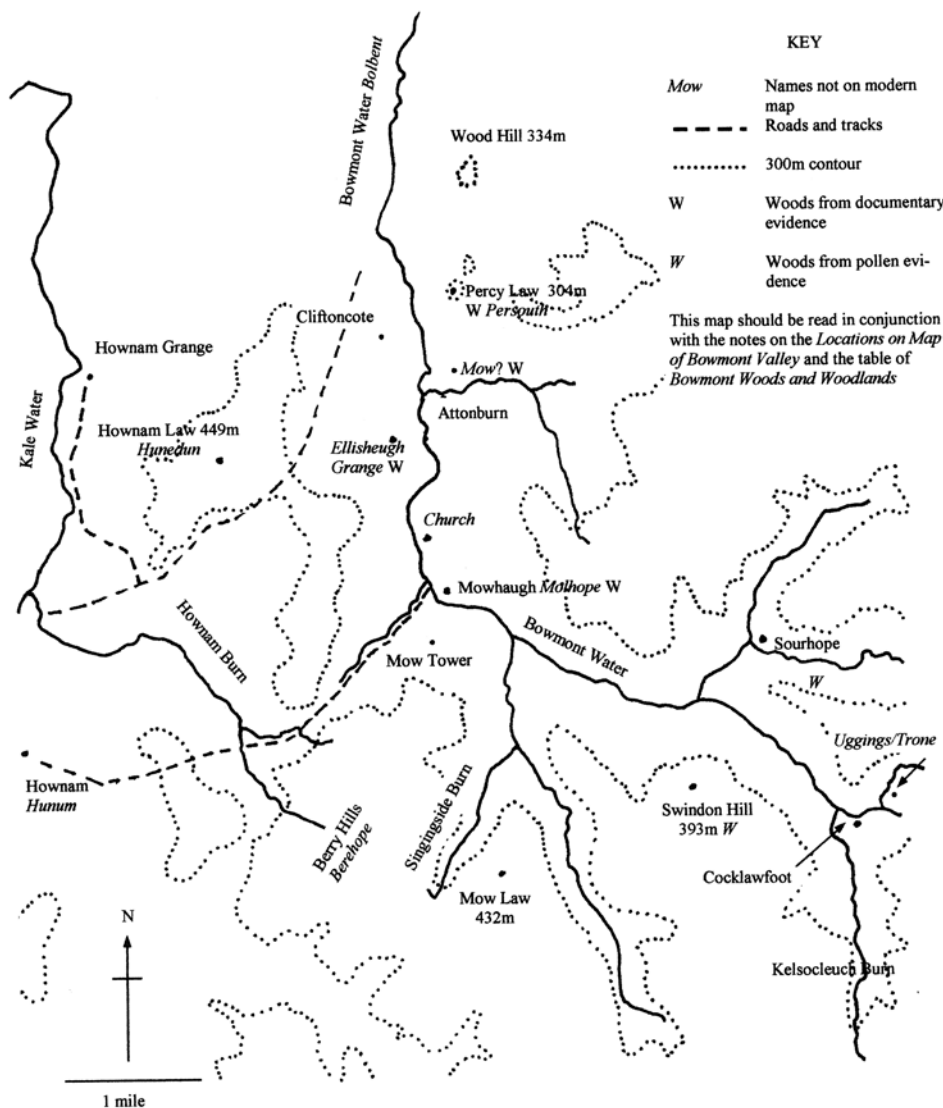 KEY
Mow
Names not on modern
map
Roads and tracks
300m contour
W
Woods from documentary
evidence
W
Woods from pollen evi-
dence
This map should be read in conjunction
with the notes on the Locations on Map
of Bowmont Valley and the table of
Bowmont Woods and Woodlands
Bowmont Water Bolbent
Wood Hill 334m
Percy Law 304m
W Persouth
Cliftoncote
Hownam Grange
Mow? W
Attonburn
Kale Water
Hownam Law 449m
Hunedun
Ellisheugh
Grange W
Church
Mowhaugh Molhope W
Hownam Burn
Bowmont Water
Mow Tower
Sourhope
W
Uggings/Trone
Hownam
Hunum
Berry Hills
Berehope
Singingside Burn
Swindon Hill
393m W
Cocklawfoot
Mow Law
432m
Kelsocleuch Burn
N
1 mile